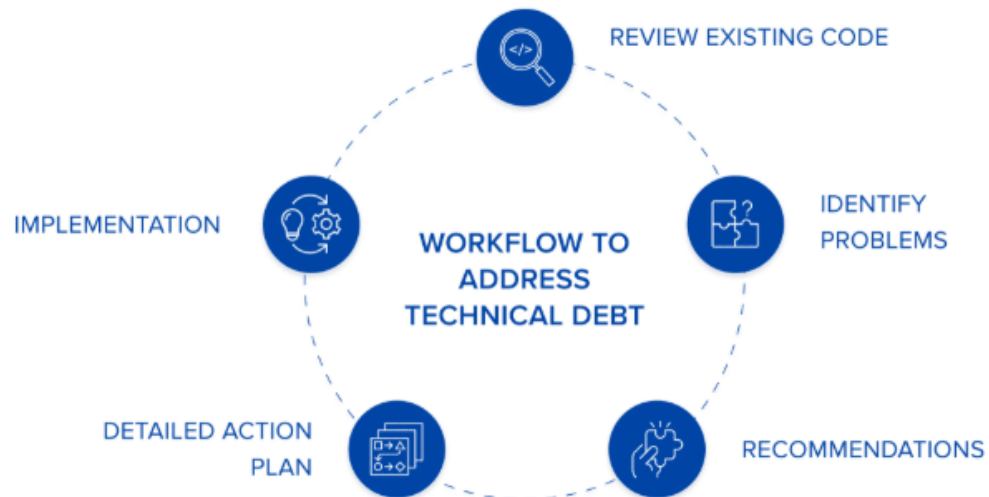 REVIEW EXISTING CODE
</>
IDENTIFY
PROBLEMS
?
IMPLEMENTATION
WORKFLOW TO
ADDRESS
TECHNICAL DEBT
DETAILED ACTION
PLAN
RECOMMENDATIONS